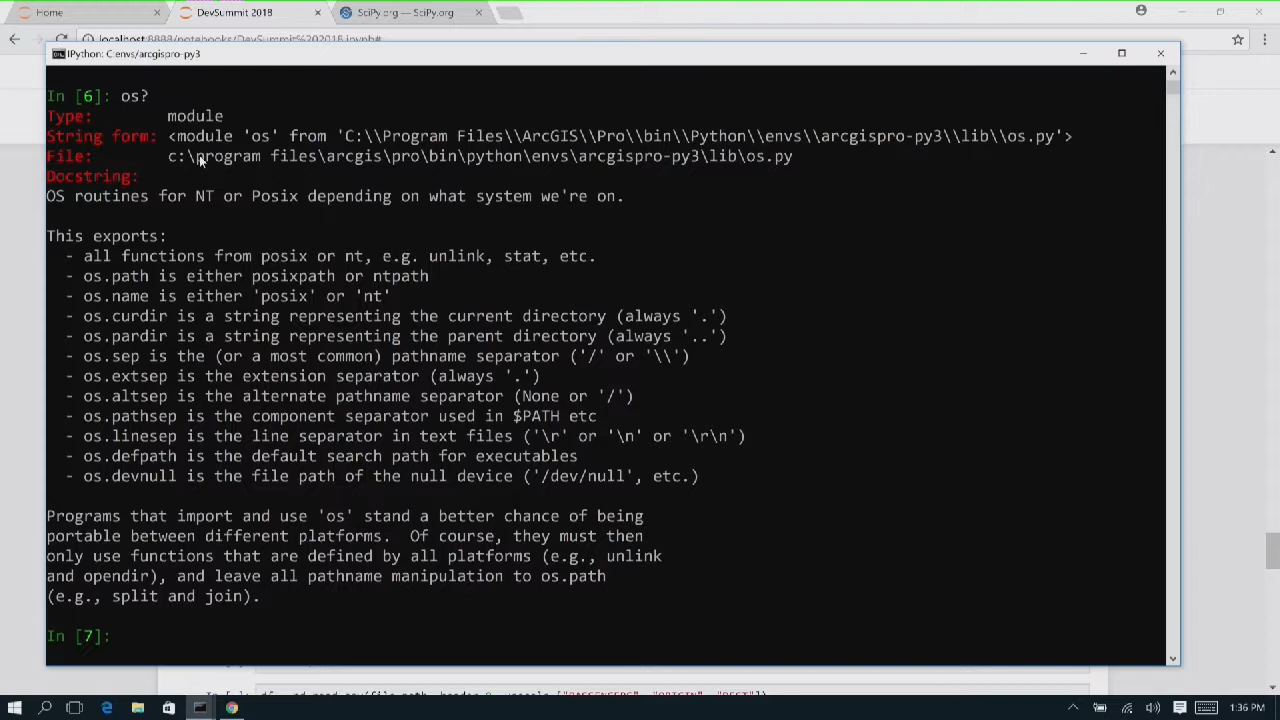 Home
DevSummit 2018
SciPy.org — SciPy.org
IPython: C:envs/arcgispro-py3
In [6]: os?
Type: module
String form: <module 'os' from 'C:\\Program Files\\ArcGIS\\Pro\\bin\\Python\\envs\\arcgispro-py3\\lib\\os.py'>
File: c:\program files\arcgis\pro\bin\python\envs\arcgispro-py3\lib\os.py
Docstring:
OS routines for NT or Posix depending on what system we're on.
This exports:
- all functions from posix or nt, e.g. unlink, stat, etc.
- os.path is either posixpath or ntpath
- os.name is either 'posix' or 'nt'
- os.curdir is a string representing the current directory (always '.')
- os.pardir is a string representing the parent directory (always '..')
- os.sep is the (or a most common) pathname separator ('/' or '\\')
- os.extsep is the extension separator (always '.')
- os.altsep is the alternate pathname separator (None or '/')
- os.pathsep is the component separator used in $PATH etc
- os.linesep is the line separator in text files ('\r' or '\n' or '\r\n')
- os.defpath is the default search path for executables
- os.devnull is the file path of the null device ('/dev/null', etc.)
Programs that import and use 'os' stand a better chance of being
portable between different platforms. Of course, they must then
only use functions that are defined by all platforms (e.g., unlink
and opendir), and leave all pathname manipulation to os.path
(e.g., split and join).
In [7]:
1:36 PM